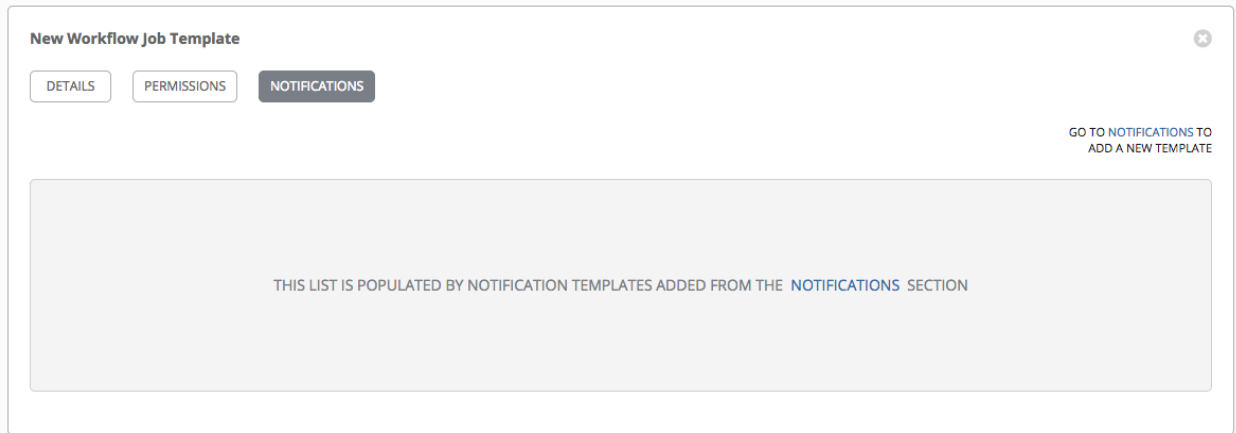 New Workflow Job Template
DETAILS
PERMISSIONS
NOTIFICATIONS
GO TO NOTIFICATIONS TO
ADD A NEW TEMPLATE
THIS LIST IS POPULATED BY NOTIFICATION TEMPLATES ADDED FROM THE NOTIFICATIONS SECTION